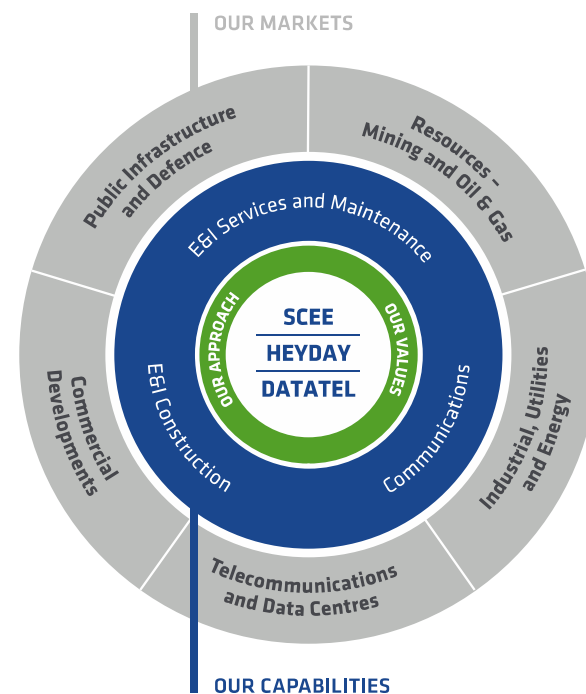 OUR MARKETS
Public Infrastructure
and Defence
Resources –
Mining and Oil & Gas
E&I Services and Maintenance
OUR APPROACH
OUR VALUES
SCEE
HEYDAY
DATATEL
Commercial
Developments
E&I Construction
Communications
Industrial, Utilities
and Energy
Telecommunications
and Data Centres
OUR CAPABILITIES